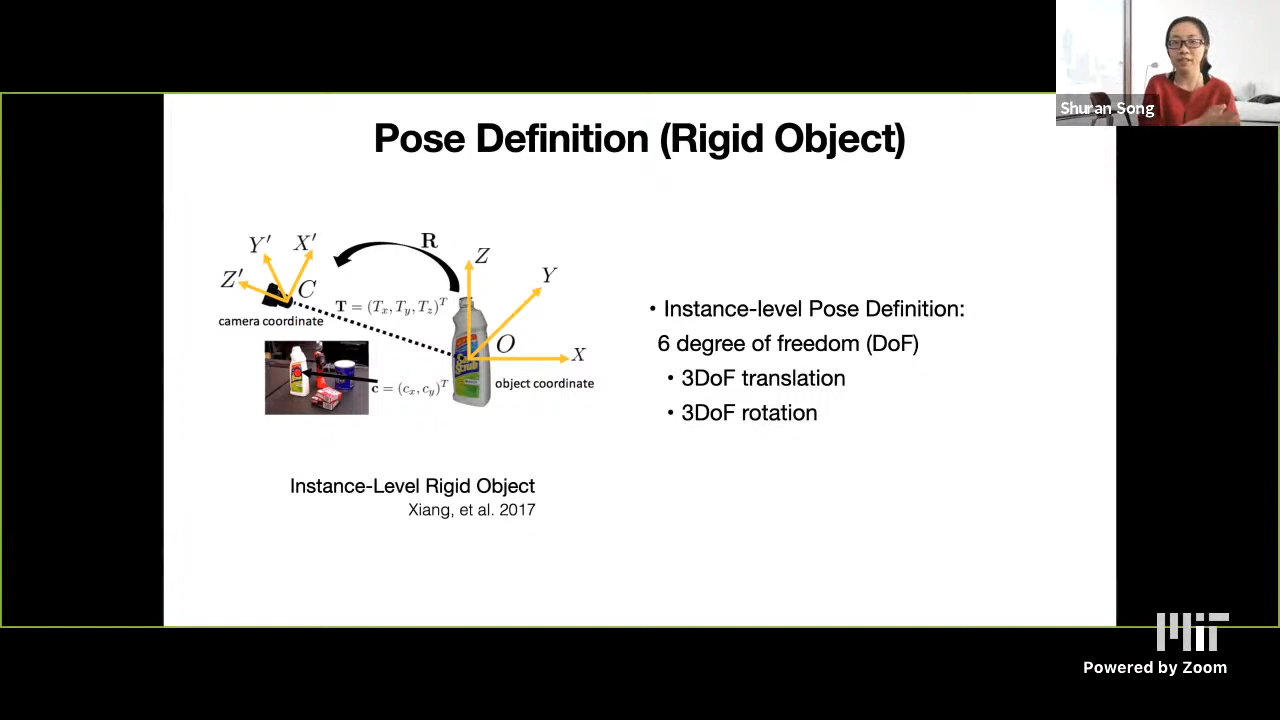 Shuran Song
Pose Definition (Rigid Object)
Y′ X′ R Z
Z′ C Y
T = (Tx, Ty, Tz)^T
camera coordinate
O X
c = (cx, cy)^T
object coordinate
• Instance-level Pose Definition:
6 degree of freedom (DoF)
• 3DoF translation
• 3DoF rotation
Instance-Level Rigid Object
Xiang, et al. 2017
MIT
Powered by Zoom